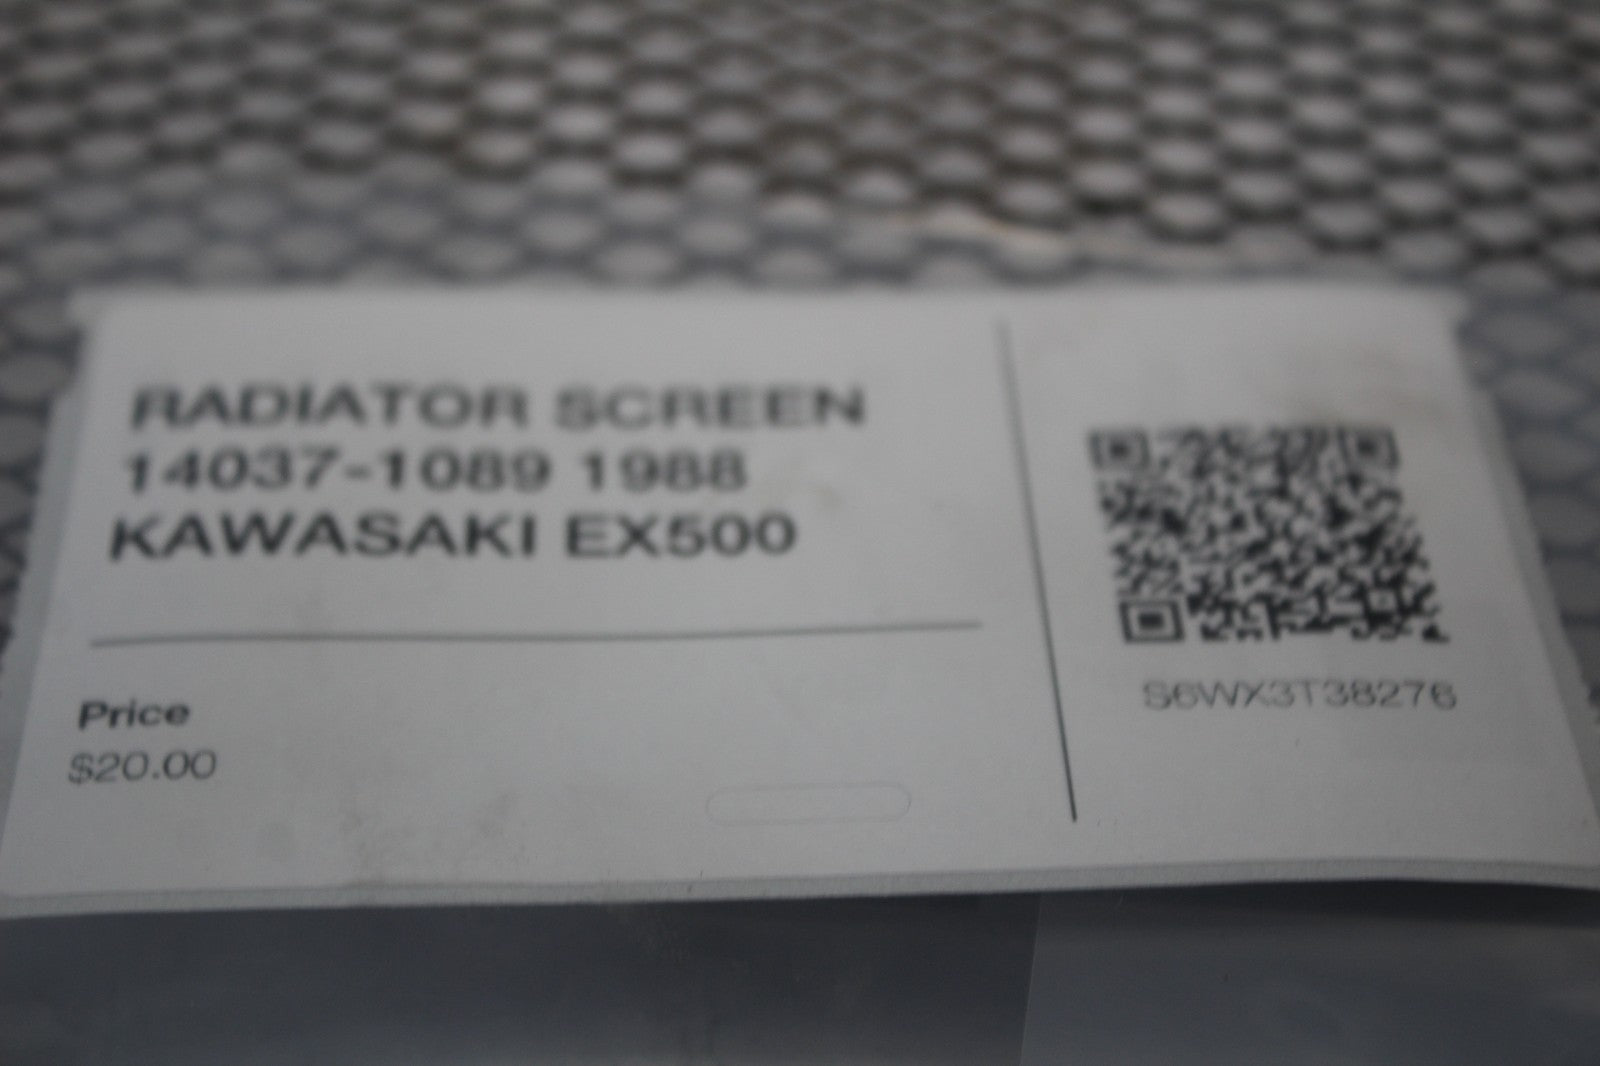 RADIATOR SCREEN
14037-1089 1988
KAWASAKI EX500
Price
$20.00
S6WX3T38276